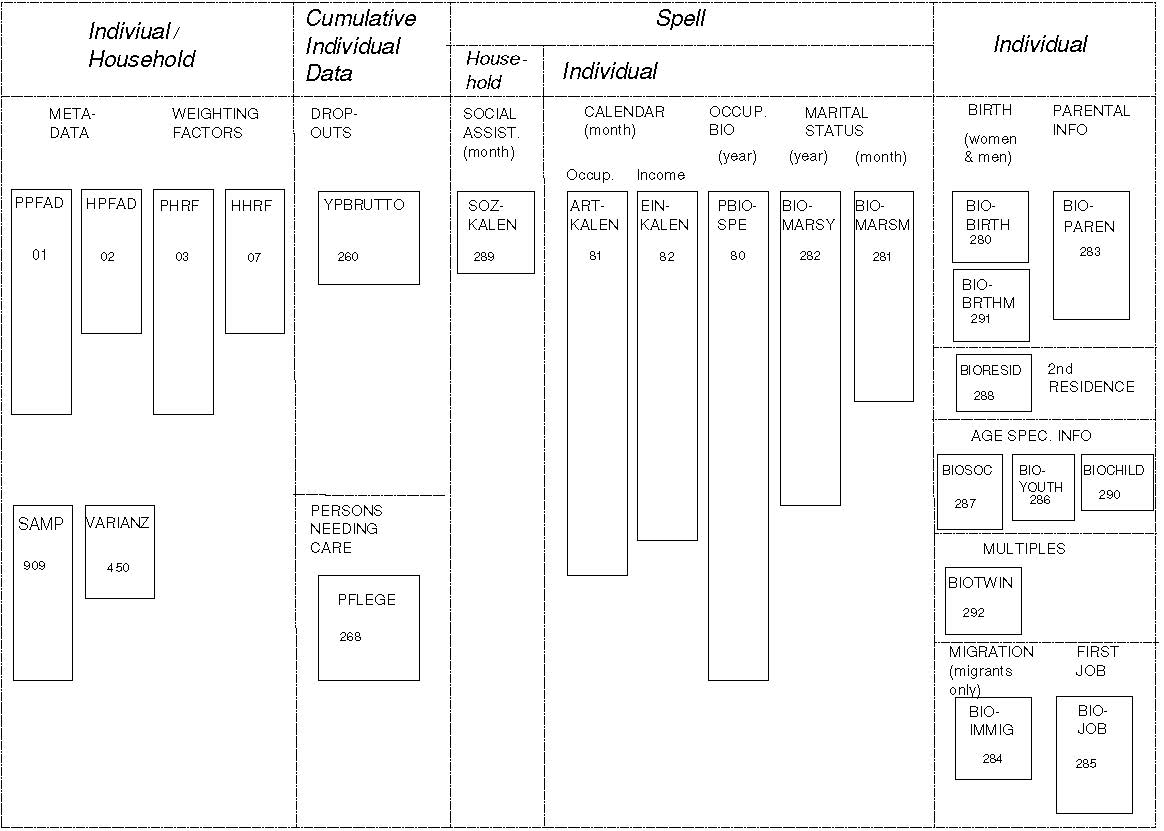 Indiviual /
Household
Cumulative
Individual
Data
Spell
House-
hold
Individual
Individual
META-
DATA
WEIGHTING
FACTORS
DROP-
OUTS
SOCIAL
ASSIST.
(month)
CALENDAR
(month)
Occup.
Income
OCCUP.
BIO
(year)
MARITAL
STATUS
(year)
(month)
BIRTH
(women
& men)
PARENTAL
INFO
PPFAD
01
HPFAD
02
PHRF
03
HHRF
07
YPBRUTTO
260
SOZ-
KALEN
289
ART-
KALEN
81
EIN-
KALEN
82
PBIO-
SPE
80
BIO-
MARSY
282
BIO-
MARSM
281
BIO-
BIRTH
280
BIO-
PAREN
283
BIO-
BRTHM
291
BIORESID
288
2nd
RESIDENCE
AGE SPEC. INFO
BIOSOC
287
BIO-
YOUTH
286
BIOCHILD
290
SAMP
909
VARIANZ
450
PERSONS
NEEDING
CARE
PFLEGE
268
MULTIPLES
BIOTWIN
292
MIGRATION
(migrants
only)
FIRST
JOB
BIO-
IMMIG
284
BIO-
JOB
285